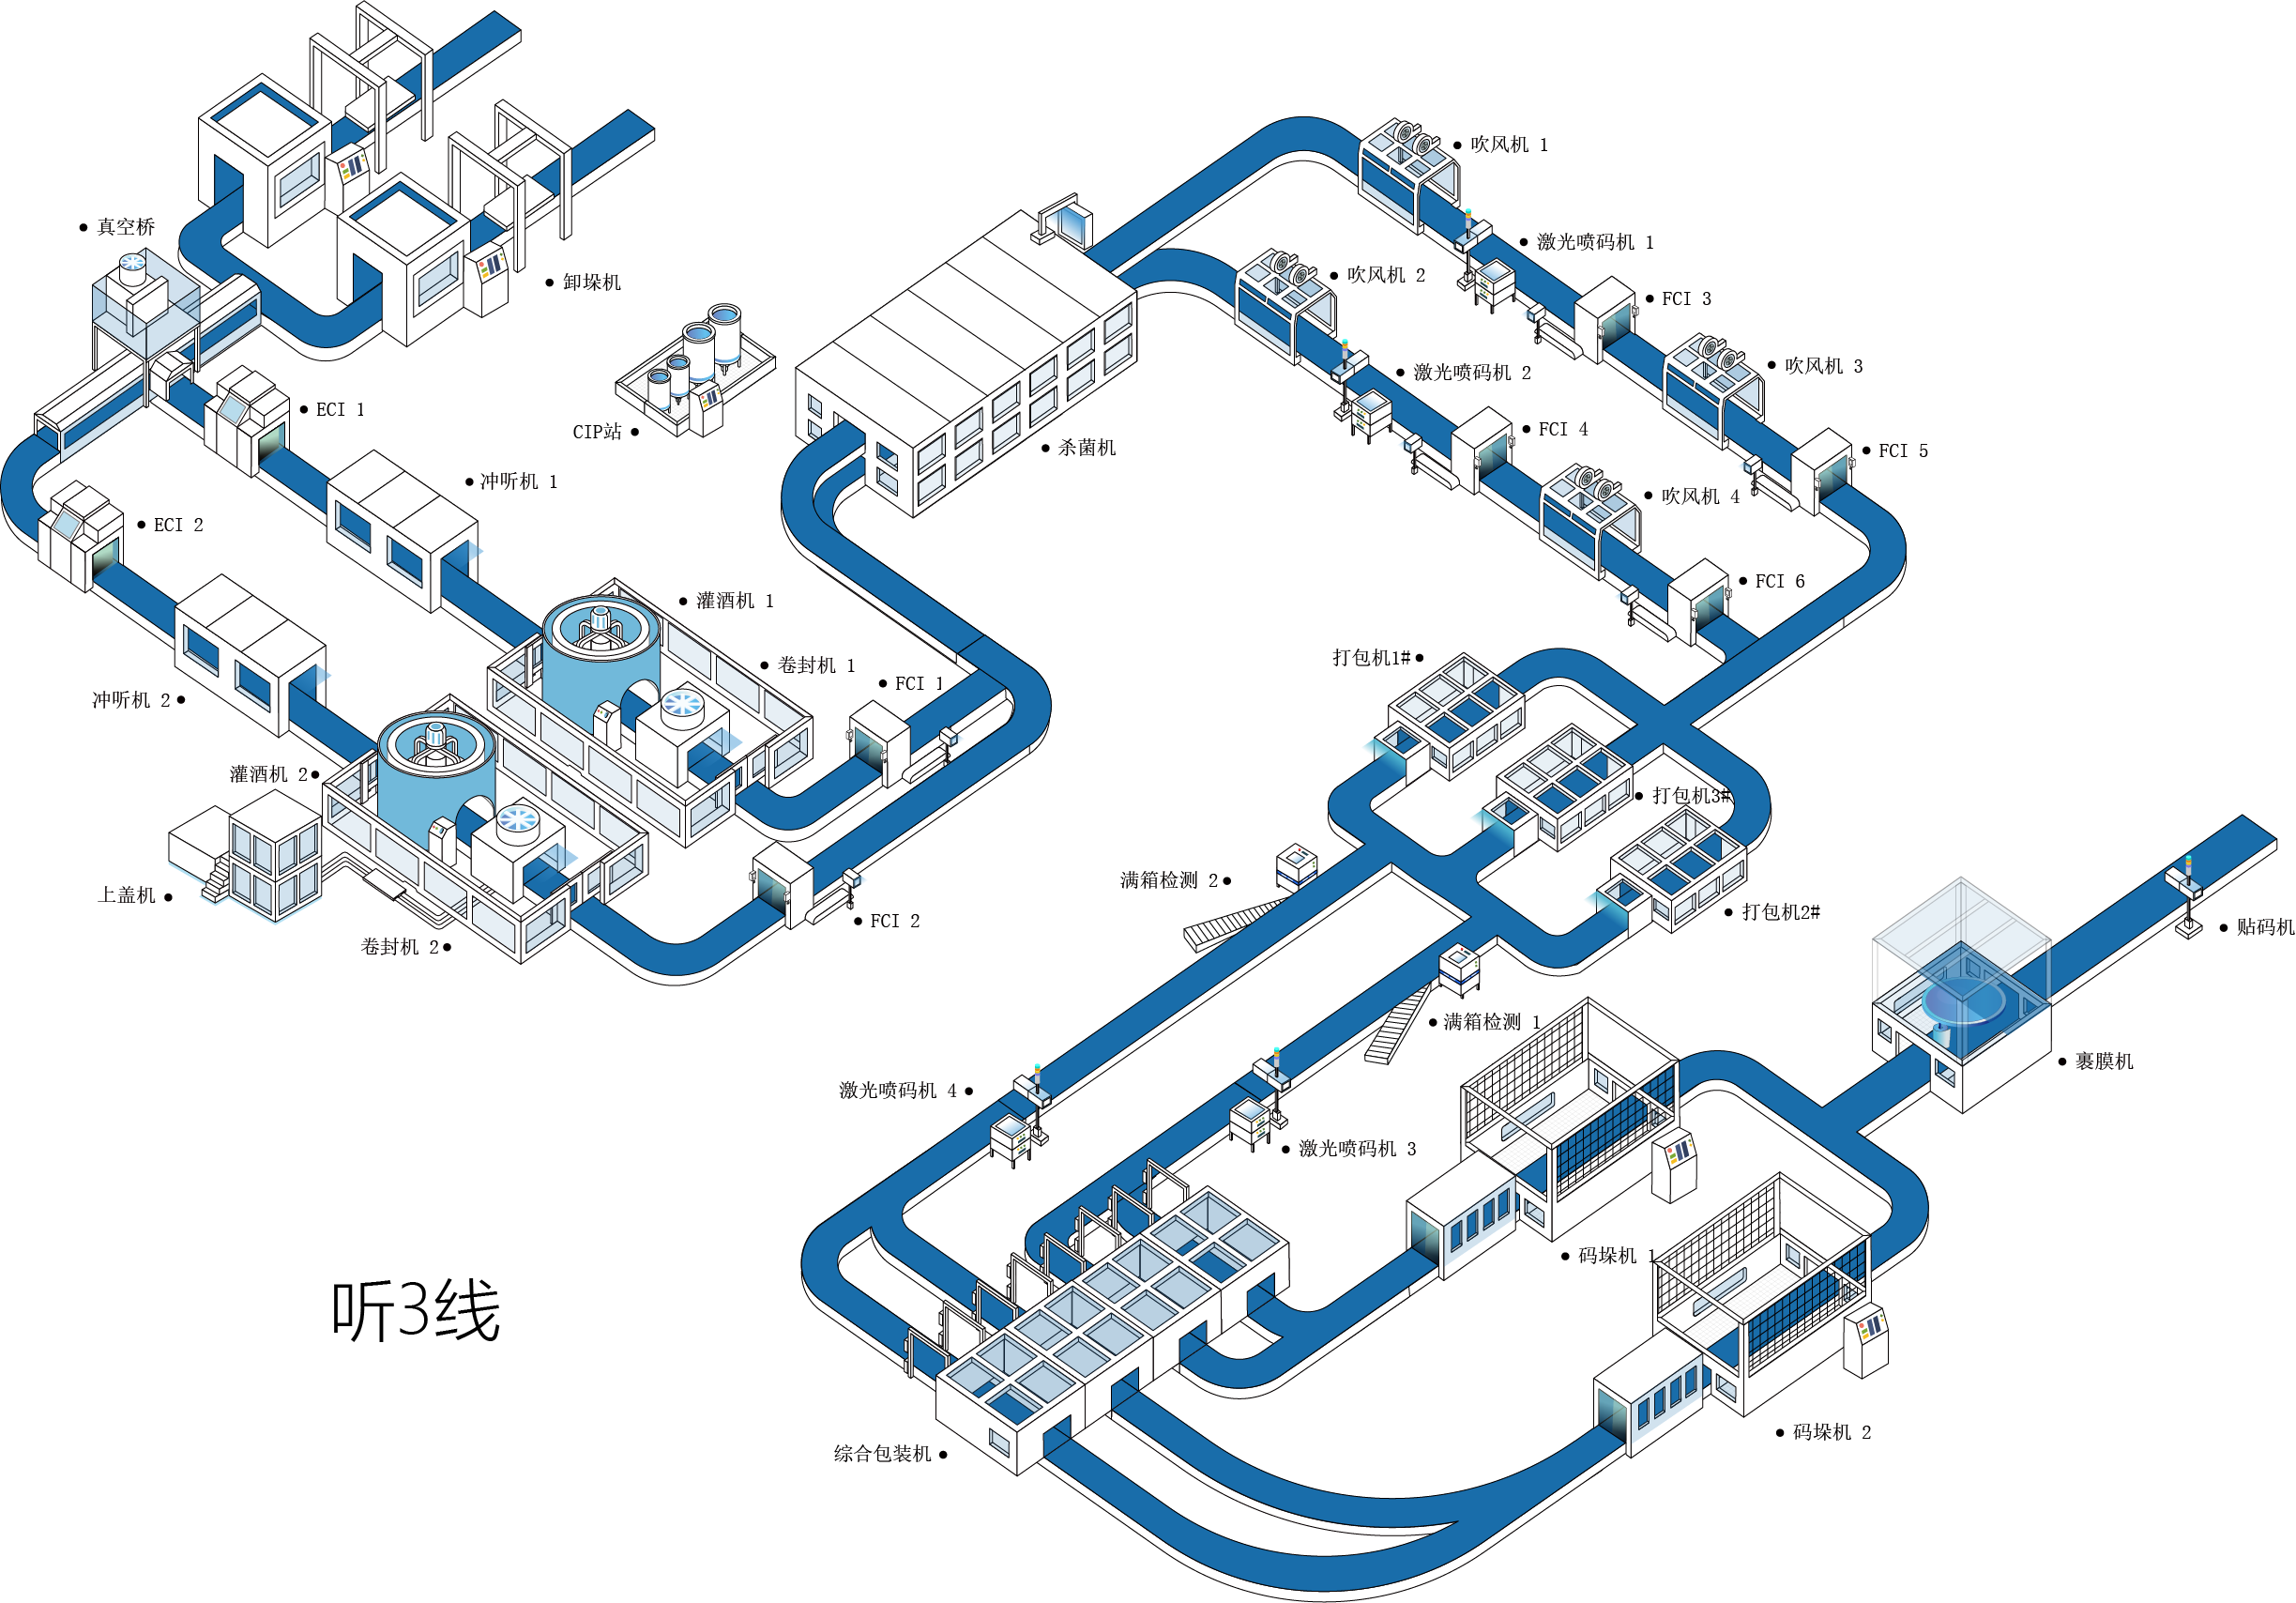 吹风机 1
真空桥
激光喷码机 1
吹风机 2
卸垛机
FCI 3
吹风机 3
激光喷码机 2
ECI 1
FCI 4
CIP站
杀菌机
FCI 5
冲听机 1
吹风机 4
ECI 2
FCI 6
灌酒机 1
打包机1#
卷封机 1
FCI 1
冲听机 2
灌酒机 2
打包机3#
满箱检测 2
上盖机
打包机2#
FCI 2
贴码机
卷封机 2
满箱检测 1
裹膜机
激光喷码机 4
激光喷码机 3
码垛机 1
听3线
码垛机 2
综合包装机